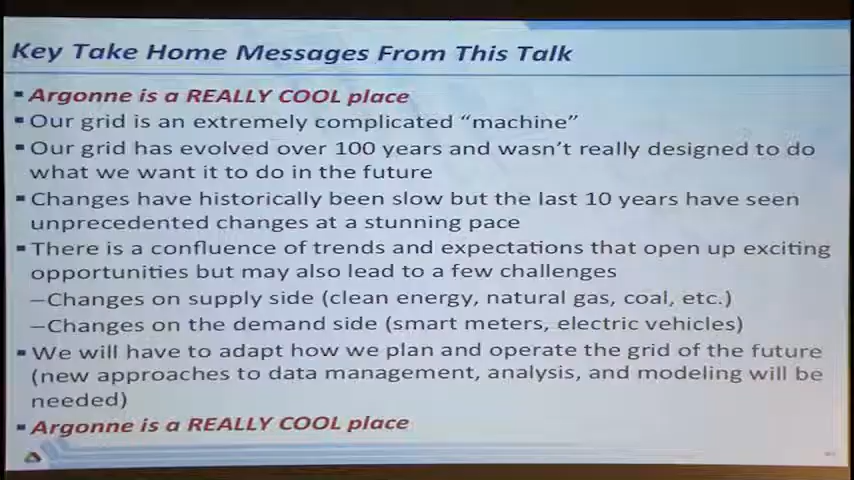 Key Take Home Messages From This Talk
▪ Argonne is a REALLY COOL place
▪ Our grid is an extremely complicated “machine”
▪ Our grid has evolved over 100 years and wasn’t really designed to do
what we want it to do in the future
▪ Changes have historically been slow but the last 10 years have seen
unprecedented changes at a stunning pace
▪ There is a confluence of trends and expectations that open up exciting
opportunities but may also lead to a few challenges
–Changes on supply side (clean energy, natural gas, coal, etc.)
–Changes on the demand side (smart meters, electric vehicles)
▪ We will have to adapt how we plan and operate the grid of the future
(new approaches to data management, analysis, and modeling will be
needed)
▪ Argonne is a REALLY COOL place